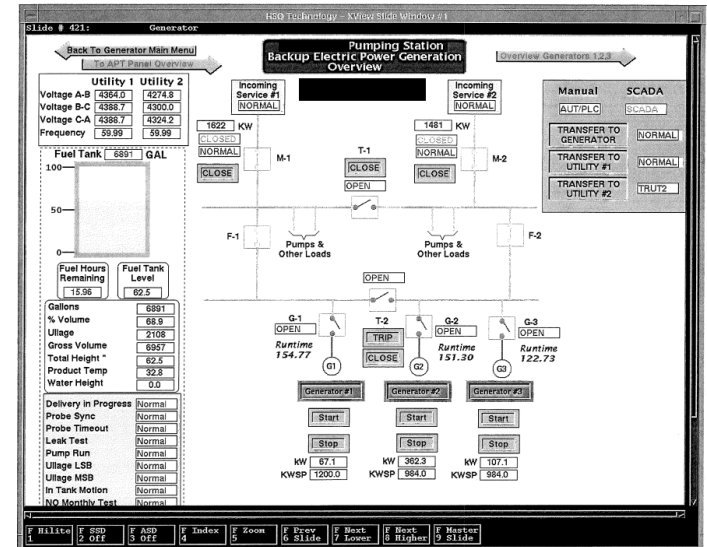 HSQ Technology - XView Slide Window #1
Slide # 421: Generator
Back To Generator Main Menu
To APT Panel Overview
Pumping Station
Backup Electric Power Generation
Overview
Overview Generators 1,2,3
Utility 1 Utility 2
Voltage A-B 4364.0 4274.8
Voltage B-C 4388.7 4300.0
Voltage C-A 4388.7 4324.2
Frequency 59.99 59.99
Fuel Tank 6891 GAL
100
50
0
Fuel Hours
Remaining
15.96
Fuel Tank
Level
62.5
Gallons 6891
% Volume 68.9
Ullage 2108
Gross Volume 6957
Total Height " 62.5
Product Temp 32.8
Water Height 0.0
Delivery in Progress Normal
Probe Sync Normal
Probe Timeout Normal
Leak Test Normal
Pump Run Normal
Ullage LSB Normal
Ullage MSB Normal
In Tank Motion Normal
NO Monthly Test Normal
Incoming
Service #1
NORMAL
1622 KW
CLOSED
NORMAL
CLOSE
M-1
T-1
CLOSE
OPEN
Incoming
Service #2
NORMAL
1481 KW
CLOSED
NORMAL
CLOSE
M-2
Manual SCADA
AUT/PLC SCADA
TRANSFER TO
GENERATOR
NORMAL
TRANSFER TO
UTILITY #1
NORMAL
TRANSFER TO
UTILITY #2
TRUT2
F-1
Pumps &
Other Loads
Pumps &
Other Loads
F-2
OPEN
G-1
OPEN
Runtime
154.77
G1
T-2
TRIP
CLOSE
G-2
OPEN
Runtime
151.30
G2
G-3
OPEN
Runtime
122.73
G3
Generator #1 Generator #2 Generator #3
Start Start Start
Stop Stop Stop
kW 67.1 kW 362.3 kW 107.1
KWSP 1200.0 KWSP 984.0 KWSP 984.0
F Hilite F SSD F ASD F Index F Zoom F Prev F Next F Next F Master
1 2 Off 3 Off 4 5 6 Slide 7 Lower 8 Higher 9 Slide